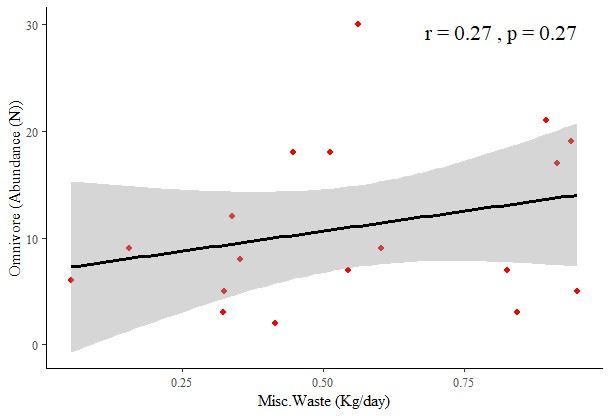 r = 0.27 , p = 0.27
Omnivore (Abundance (N))
30
20
10
0
0.25 0.50 0.75
Misc.Waste (Kg/day)